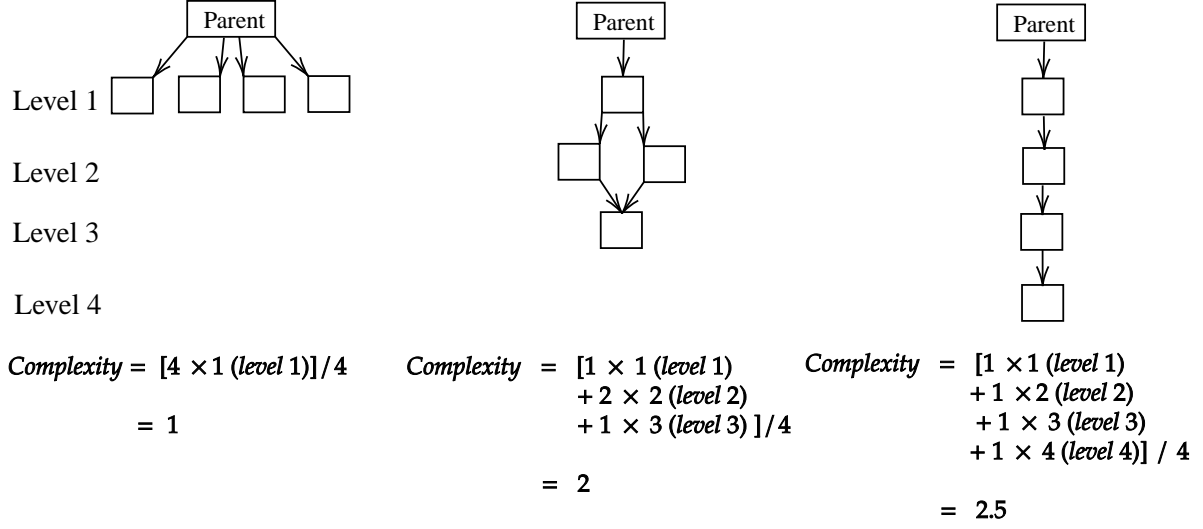 Parent
Parent
Parent
Level 1
Level 2
Level 3
Level 4
Complexity = [4 ×1 (level 1)]/4
= 1
Complexity = [1 × 1 (level 1)
+ 2 × 2 (level 2)
+ 1 × 3 (level 3) ]/4
= 2
Complexity = [1 ×1 (level 1)
+ 1 ×2 (level 2)
+ 1 × 3 (level 3)
+ 1 × 4 (level 4)] / 4
= 2.5